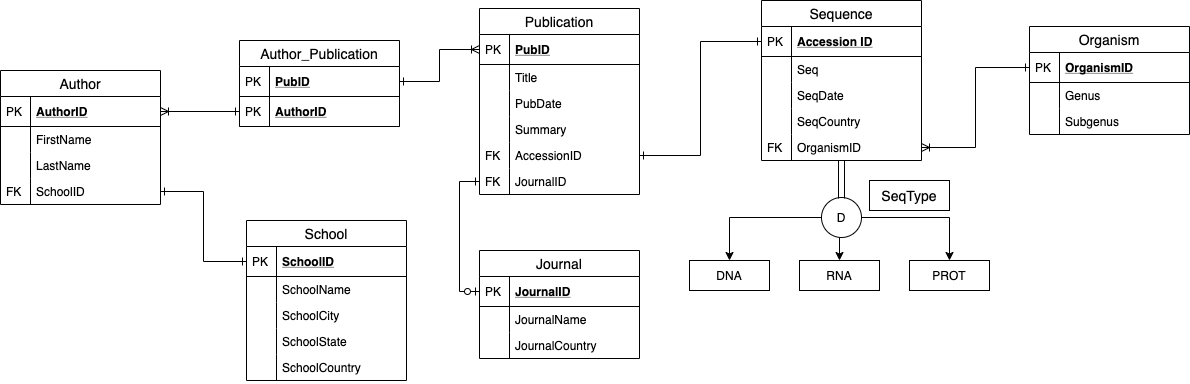 Author
PK AuthorID
FirstName
LastName
FK SchoolID
Author_Publication
PK PubID
PK AuthorID
School
PK SchoolID
SchoolName
SchoolCity
SchoolState
SchoolCountry
Publication
PK PubID
Title
PubDate
Summary
FK AccessionID
FK JournalID
Journal
PK JournalID
JournalName
JournalCountry
Sequence
PK Accession ID
Seq
SeqDate
SeqCountry
FK OrganismID
SeqType
D
DNA
RNA
PROT
Organism
PK OrganismID
Genus
Subgenus